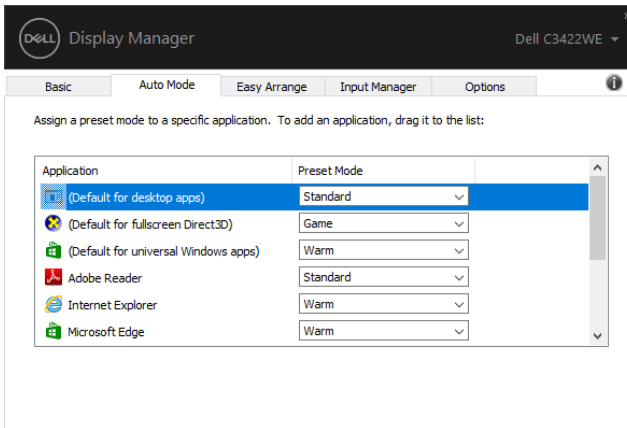 DELL Display Manager Dell C3422WE
Basic Auto Mode Easy Arrange Input Manager Options
Assign a preset mode to a specific application. To add an application, drag it to the list:
Application Preset Mode
(Default for desktop apps) Standard
(Default for fullscreen Direct3D) Game
(Default for universal Windows apps) Warm
Adobe Reader Standard
Internet Explorer Warm
Microsoft Edge Warm